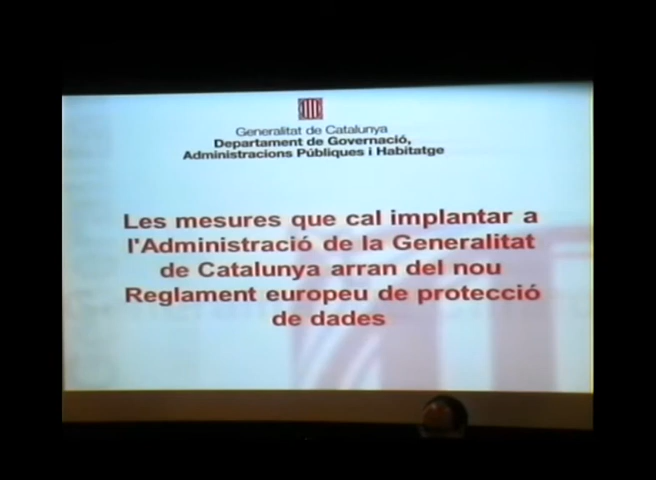 Generalitat de Catalunya
Departament de Governació,
Administracions Públiques i Habitatge
Les mesures que cal implantar a
l'Administració de la Generalitat
de Catalunya arran del nou
Reglament europeu de protecció
de dades